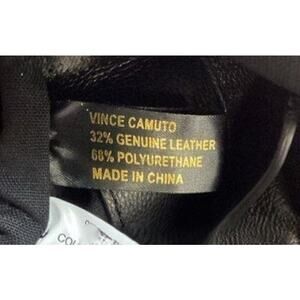 VINCE CAMUTO
32% GENUINE LEATHER
68% POLYURETHANE
MADE IN CHINA